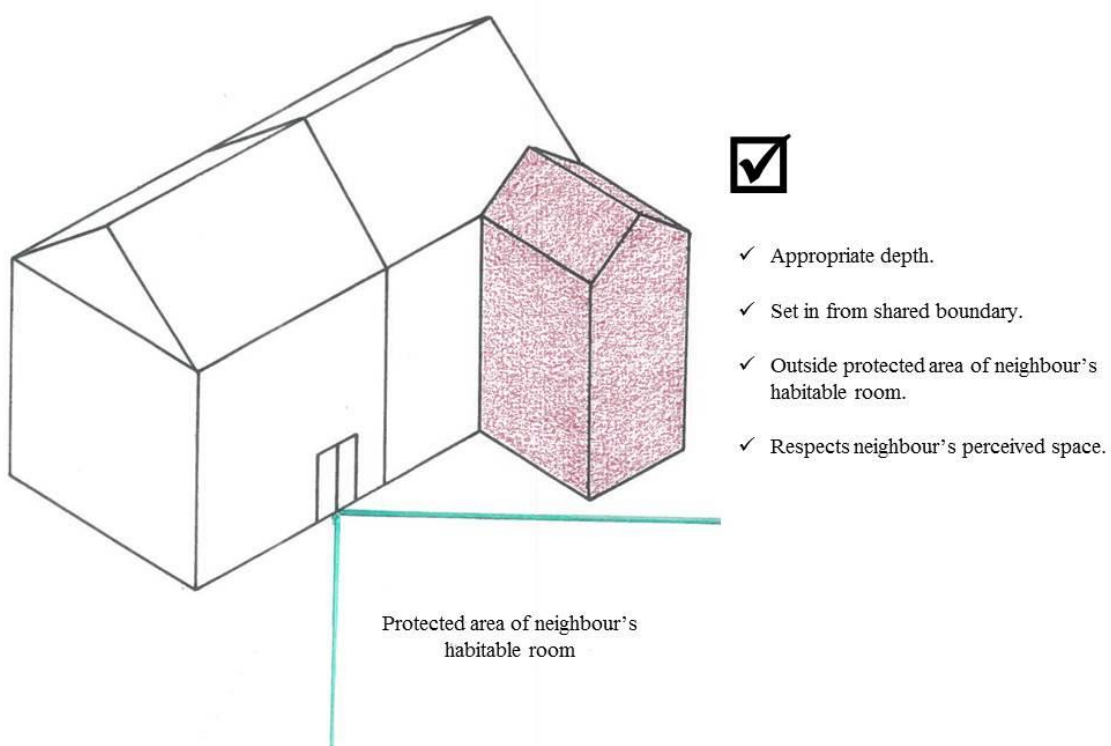 ✓ Appropriate depth.
✓ Set in from shared boundary.
✓ Outside protected area of neighbour's
habitable room.
✓ Respects neighbour's perceived space.
Protected area of neighbour's
habitable room